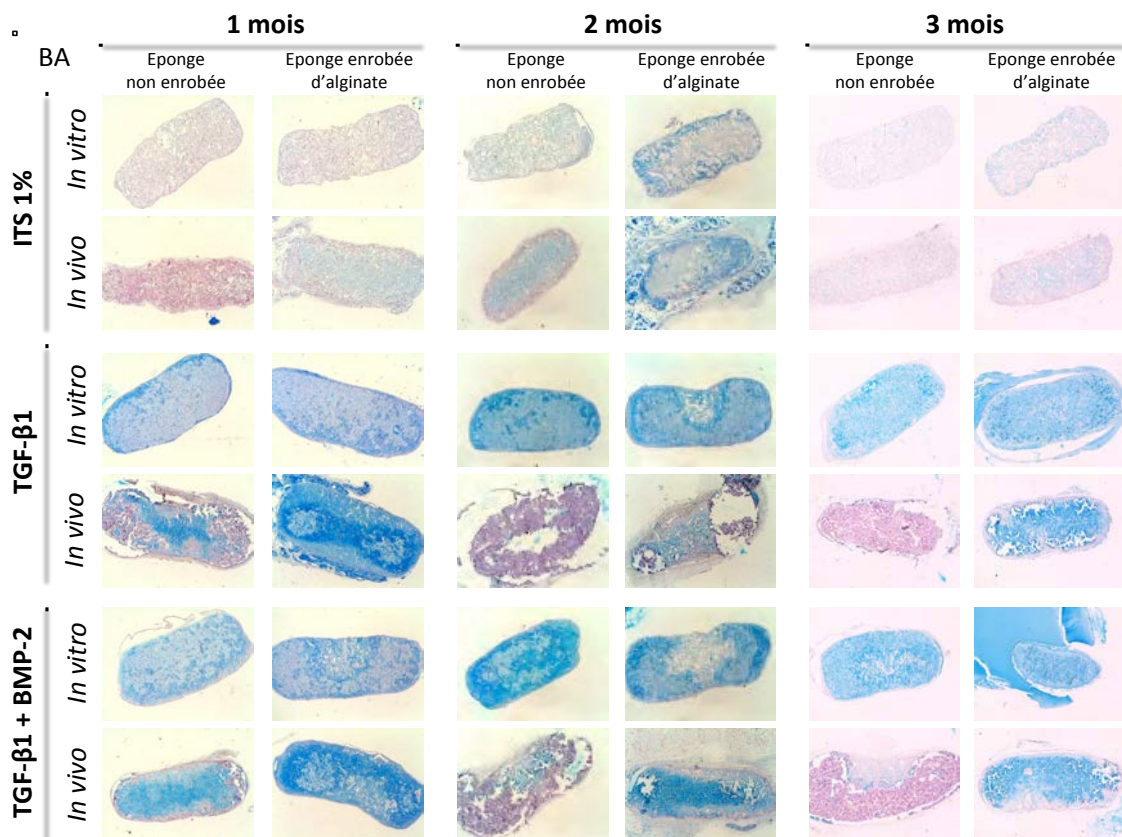 1 mois
2 mois
3 mois
BA
Eponge
non enrobée
Eponge enrobée
d’alginate
Eponge
non enrobée
Eponge enrobée
d’alginate
Eponge
non enrobée
Eponge enrobée
d’alginate
ITS 1%
In vitro
In vivo
TGF-β1
In vitro
In vivo
TGF-β1 + BMP-2
In vitro
In vivo